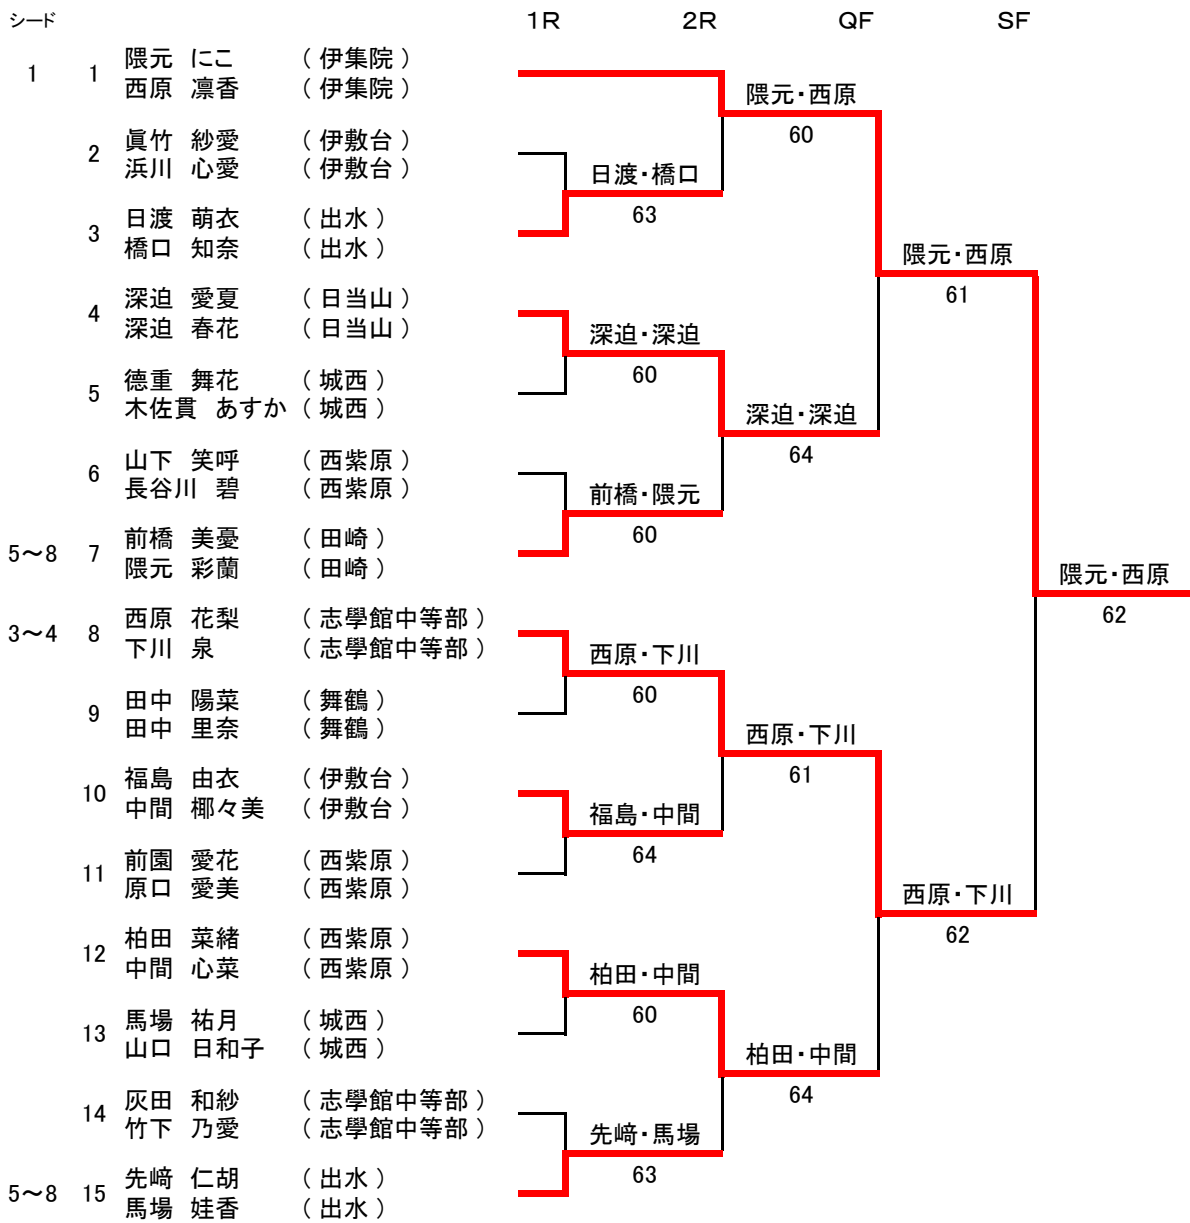 シード 1R 2R QF SF
1 1 隈元 にこ ( 伊集院 )
西原 凛香 ( 伊集院 )
隈元・西原
60
2 眞竹 紗愛 ( 伊敷台 )
浜川 心愛 ( 伊敷台 )
日渡・橋口
63
3 日渡 萌衣 ( 出水 )
橋口 知奈 ( 出水 )
隈元・西原
61
4 深迫 愛夏 ( 日当山 )
深迫 春花 ( 日当山 )
深迫・深迫
60
5 德重 舞花 ( 城西 )
木佐貫 あすか ( 城西 )
深迫・深迫
64
6 山下 笑呼 ( 西紫原 )
長谷川 碧 ( 西紫原 )
前橋・隈元
60
5～8 7 前橋 美憂 ( 田崎 )
隈元 彩蘭 ( 田崎 )
隈元・西原
62
3～4 8 西原 花梨 ( 志學館中等部 )
下川 泉 ( 志學館中等部 )
西原・下川
60
9 田中 陽菜 ( 舞鶴 )
田中 里奈 ( 舞鶴 )
西原・下川
61
10 福島 由衣 ( 伊敷台 )
中間 椰々美 ( 伊敷台 )
福島・中間
64
11 前園 愛花 ( 西紫原 )
原口 愛美 ( 西紫原 )
西原・下川
62
12 柏田 菜緒 ( 西紫原 )
中間 心菜 ( 西紫原 )
柏田・中間
60
13 馬場 祐月 ( 城西 )
山口 日和子 ( 城西 )
柏田・中間
64
14 灰田 和紗 ( 志學館中等部 )
竹下 乃愛 ( 志學館中等部 )
先﨑・馬場
63
5～8 15 先﨑 仁胡 ( 出水 )
馬場 娃香 ( 出水 )